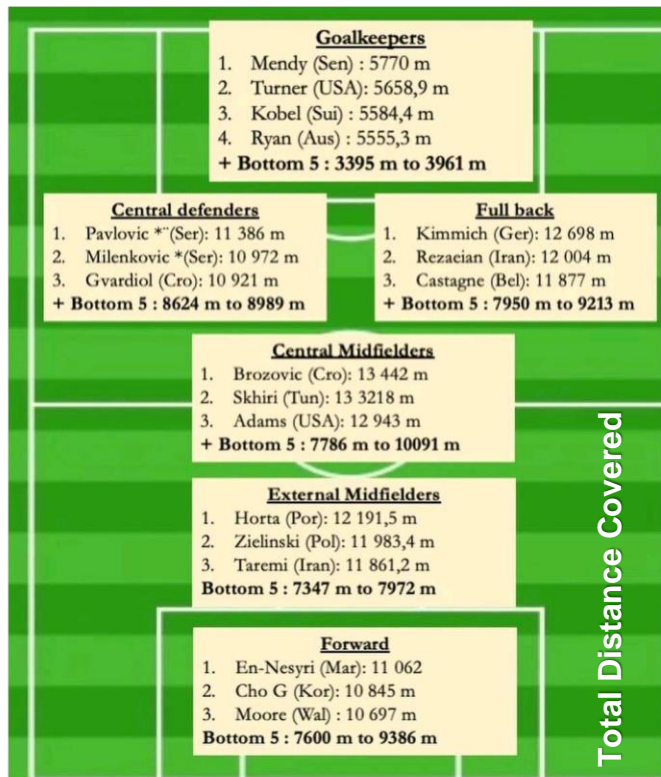 Goalkeepers
1. Mendy (Sen) : 5770 m
2. Turner (USA): 5658,9 m
3. Kobel (Sui) : 5584,4 m
4. Ryan (Aus) : 5555,3 m
+ Bottom 5 : 3395 m to 3961 m
Central defenders
1. Pavlovic *¨(Ser): 11 386 m
2. Milenkovic *(Ser): 10 972 m
3. Gvardiol (Cro): 10 921 m
+ Bottom 5 : 8624 m to 8989 m
Full back
1. Kimmich (Ger): 12 698 m
2. Rezaeian (Iran): 12 004 m
3. Castagne (Bel): 11 877 m
+ Bottom 5 : 7950 m to 9213 m
Central Midfielders
1. Brozovic (Cro): 13 442 m
2. Skhiri (Tun): 13 3218 m
3. Adams (USA): 12 943 m
+ Bottom 5 : 7786 m to 10091 m
External Midfielders
1. Horta (Por): 12 191,5 m
2. Zielinski (Pol): 11 983,4 m
3. Taremi (Iran): 11 861,2 m
Bottom 5 : 7347 m to 7972 m
Forward
1. En-Nesyri (Mar): 11 062
2. Cho G (Kor): 10 845 m
3. Moore (Wal) : 10 697 m
Bottom 5 : 7600 m to 9386 m
Total Distance Covered